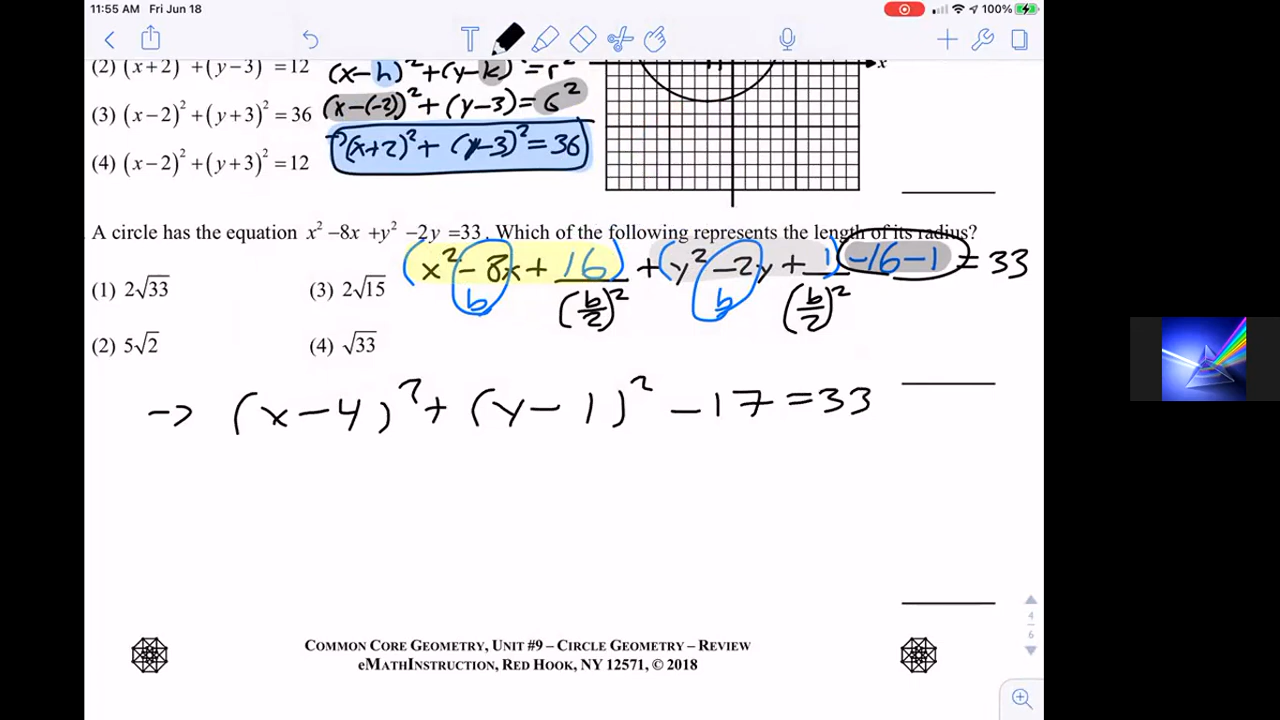 11:55 AM Fri Jun 18
100%
T
(2) (x+2) +(y−3) =12
(x−h)² +(y−k)² =r²
(3) (x−2)² +(y+3)² =36
(x−(−2))² + (y−3)= 6²
→(x+2)² + (y−3)² = 36
(4) (x−2)² +(y+3)² =12
x
A circle has the equation x² −8x +y² −2y =33. Which of the following represents the length of its radius?
(x² − 8x + 16) + (y² − 2y + 1) −16 −1 = 33
b (b/2)² b (b/2)²
(1) 2√33
(3) 2√15
(2) 5√2
(4) √33
→ (x − 4)² + (y − 1)² − 17 = 33
COMMON CORE GEOMETRY, UNIT #9 – CIRCLE GEOMETRY – REVIEW
eMATHINSTRUCTION, RED HOOK, NY 12571, © 2018
4
6